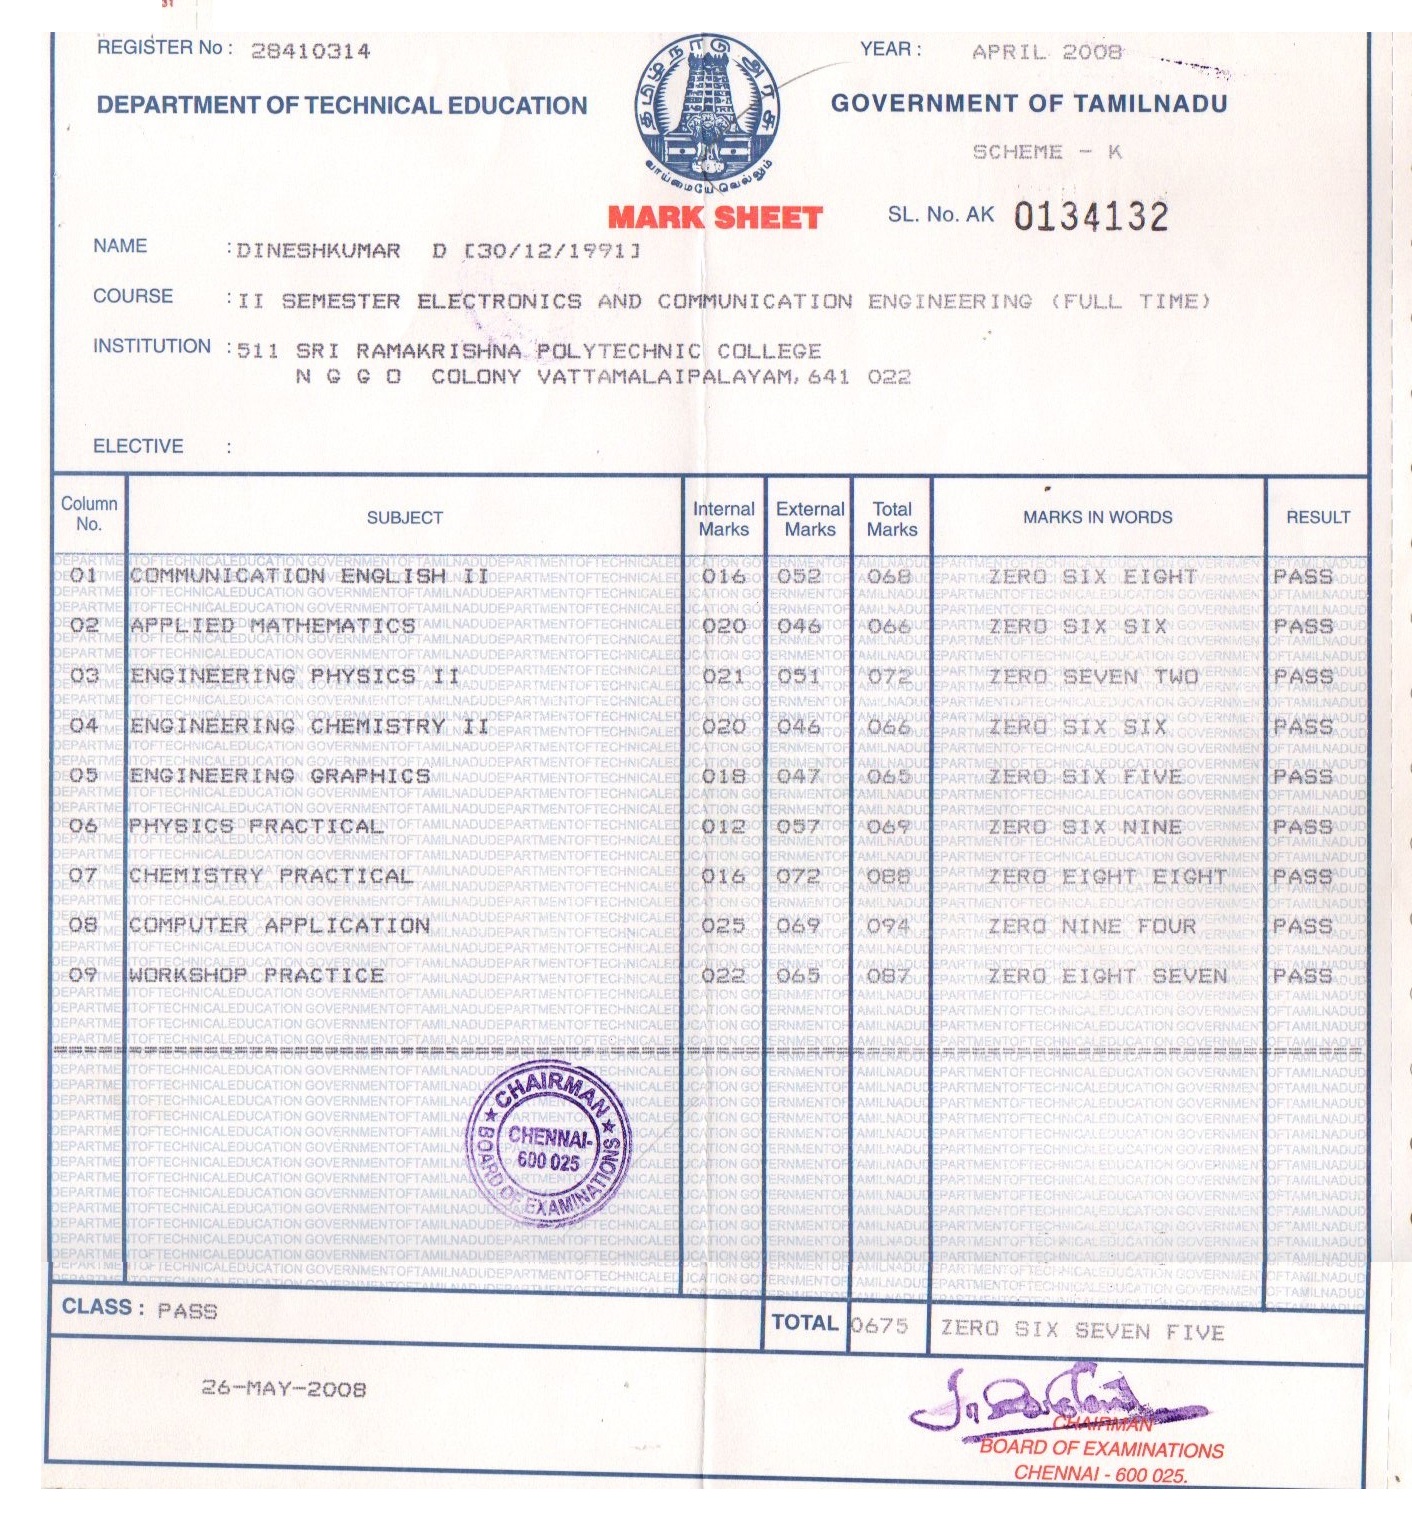 31
REGISTER No : 28410314 YEAR : APRIL 2008
DEPARTMENT OF TECHNICAL EDUCATION GOVERNMENT OF TAMILNADU
தமிழ்நாடு அரசு
வாய்மையே வெல்லும்
SCHEME - K
MARK SHEET SL. No. AK 0134132
NAME : DINESHKUMAR D [30/12/1991]
COURSE : II SEMESTER ELECTRONICS AND COMMUNICATION ENGINEERING (FULL TIME)
INSTITUTION : 511 SRI RAMAKRISHNA POLYTECHNIC COLLEGE
N G G O COLONY VATTAMALAIPALAYAM, 641 022
ELECTIVE :
Column No. SUBJECT Internal Marks External Marks Total Marks MARKS IN WORDS RESULT
01 COMMUNICATION ENGLISH II 016 052 068 ZERO SIX EIGHT PASS
02 APPLIED MATHEMATICS 020 046 066 ZERO SIX SIX PASS
03 ENGINEERING PHYSICS II 021 051 072 ZERO SEVEN TWO PASS
04 ENGINEERING CHEMISTRY II 020 046 066 ZERO SIX SIX PASS
05 ENGINEERING GRAPHICS 018 047 065 ZERO SIX FIVE PASS
06 PHYSICS PRACTICAL 012 057 069 ZERO SIX NINE PASS
07 CHEMISTRY PRACTICAL 016 072 088 ZERO EIGHT EIGHT PASS
08 COMPUTER APPLICATION 025 069 094 ZERO NINE FOUR PASS
09 WORKSHOP PRACTICE 022 065 087 ZERO EIGHT SEVEN PASS
CHAIRMAN
CHENNAI-
600 025
BOARD OF EXAMINATIONS
CLASS : PASS TOTAL 0675 ZERO SIX SEVEN FIVE
26-MAY-2008
CHAIRMAN
BOARD OF EXAMINATIONS
CHENNAI - 600 025.